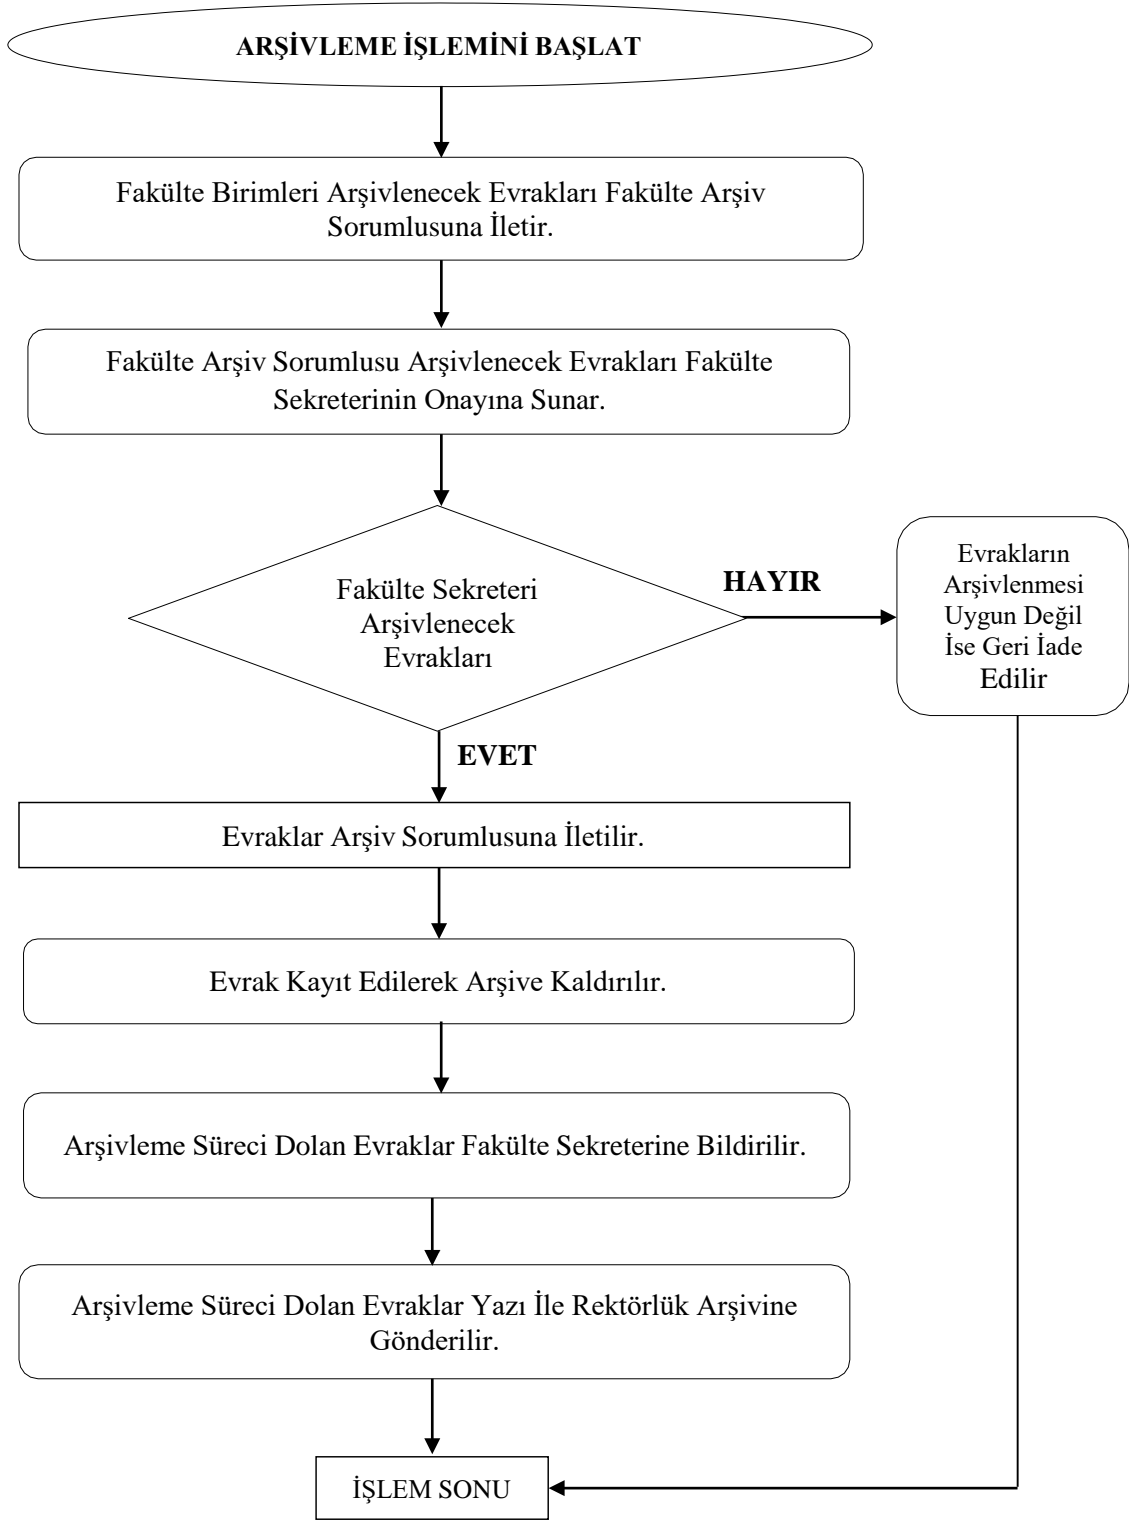 ARŞİVLEME İŞLEMİNİ BAŞLAT
Fakülte Birimleri Arşivlenecek Evrakları Fakülte Arşiv
Sorumlusuna İletir.
Fakülte Arşiv Sorumlusu Arşivlenecek Evrakları Fakülte
Sekreterinin Onayına Sunar.
Fakülte Sekreteri
Arşivlenecek
Evrakları
HAYIR
Evrakların
Arşivlenmesi
Uygun Değil
İse Geri İade
Edilir
EVET
Evraklar Arşiv Sorumlusuna İletilir.
Evrak Kayıt Edilerek Arşive Kaldırılır.
Arşivleme Süreci Dolan Evraklar Fakülte Sekreterine Bildirilir.
Arşivleme Süreci Dolan Evraklar Yazı İle Rektörlük Arşivine
Gönderilir.
İŞLEM SONU